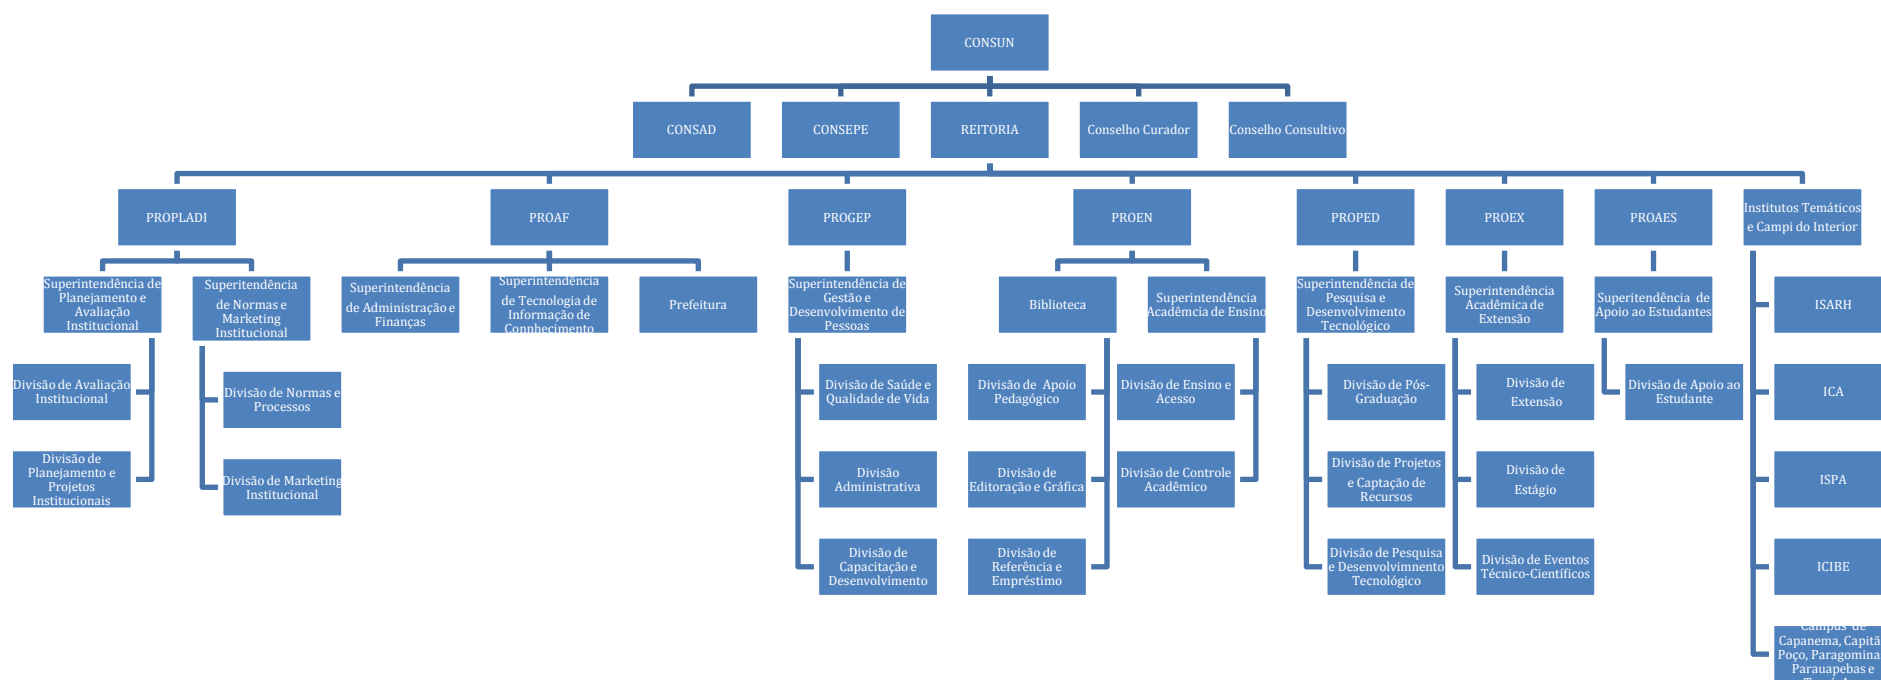 CONSUN
CONSAD
CONSEPE
REITORIA
Conselho Curador
Conselho Consultivo
PROPLADI
PROAF
PROGEP
PROEN
PROPED
PROEX
PROAES
Institutos Temáticos
e Campi do Interior
Superintendência de
Planejamento e
Avaliação
Institucional
Superintendência
de Normas e
Marketing
Institucional
Superintendência
de Administração e
Finanças
Superintendência
de Tecnologia de
Informação de
Connhecimento
Prefeitura
Superintendência de
Gestão e
Desenvolvimento de
Pessoas
Biblioteca
Superintendência
Acadêmcia de Ensino
Superintendência de
Pesquisa e
Desenvolvimento
Tecnológico
Superintendência
Acadêmica de
Extensão
Superitendência de
Apoio ao Estudantes
ISARH
Divisão de Avaliação
Institucional
Divisão de Normas e
Processos
Divisão de Saúde e
Qualidade de Vida
Divisão de Apoio
Pedagógico
Divisão de Ensino e
Acesso
Divisão de Pós-
Graduação
Divisão de
Extensão
Divisão de Apoio ao
Estudante
ICA
Divisão de
Planejamento e
Projetos
Institucionais
Divisão de Marketing
Institucional
Divisão
Administrativa
Divisão de
Editoração e Gráfica
Divisão de Controle
Acadêmico
Divisão de Projetos
e Captação de
Recursos
Divisão de
Estágio
ISPA
Divisão de
Capacitação e
Desenvolvimento
Divisão de
Referência e
Empréstimo
Divisão de Pesquisa
e Desenvolvimnento
Tecnológico
Divisão de Eventos
Técnico-Científicos
ICIBE
Campus de
Capanema, Capitã
Poço, Paragomina
Parauapebas e